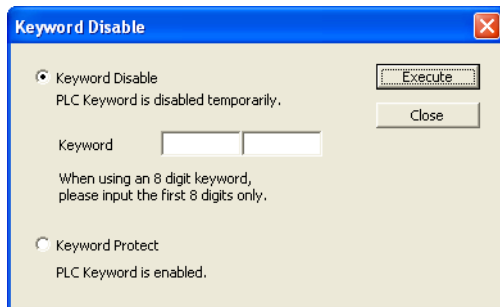 Keyword Disable
Keyword Disable
Execute
PLC Keyword is disabled temporarily.
Close
Keyword
When using an 8 digit keyword,
please input the first 8 digits only.
Keyword Protect
PLC Keyword is enabled.